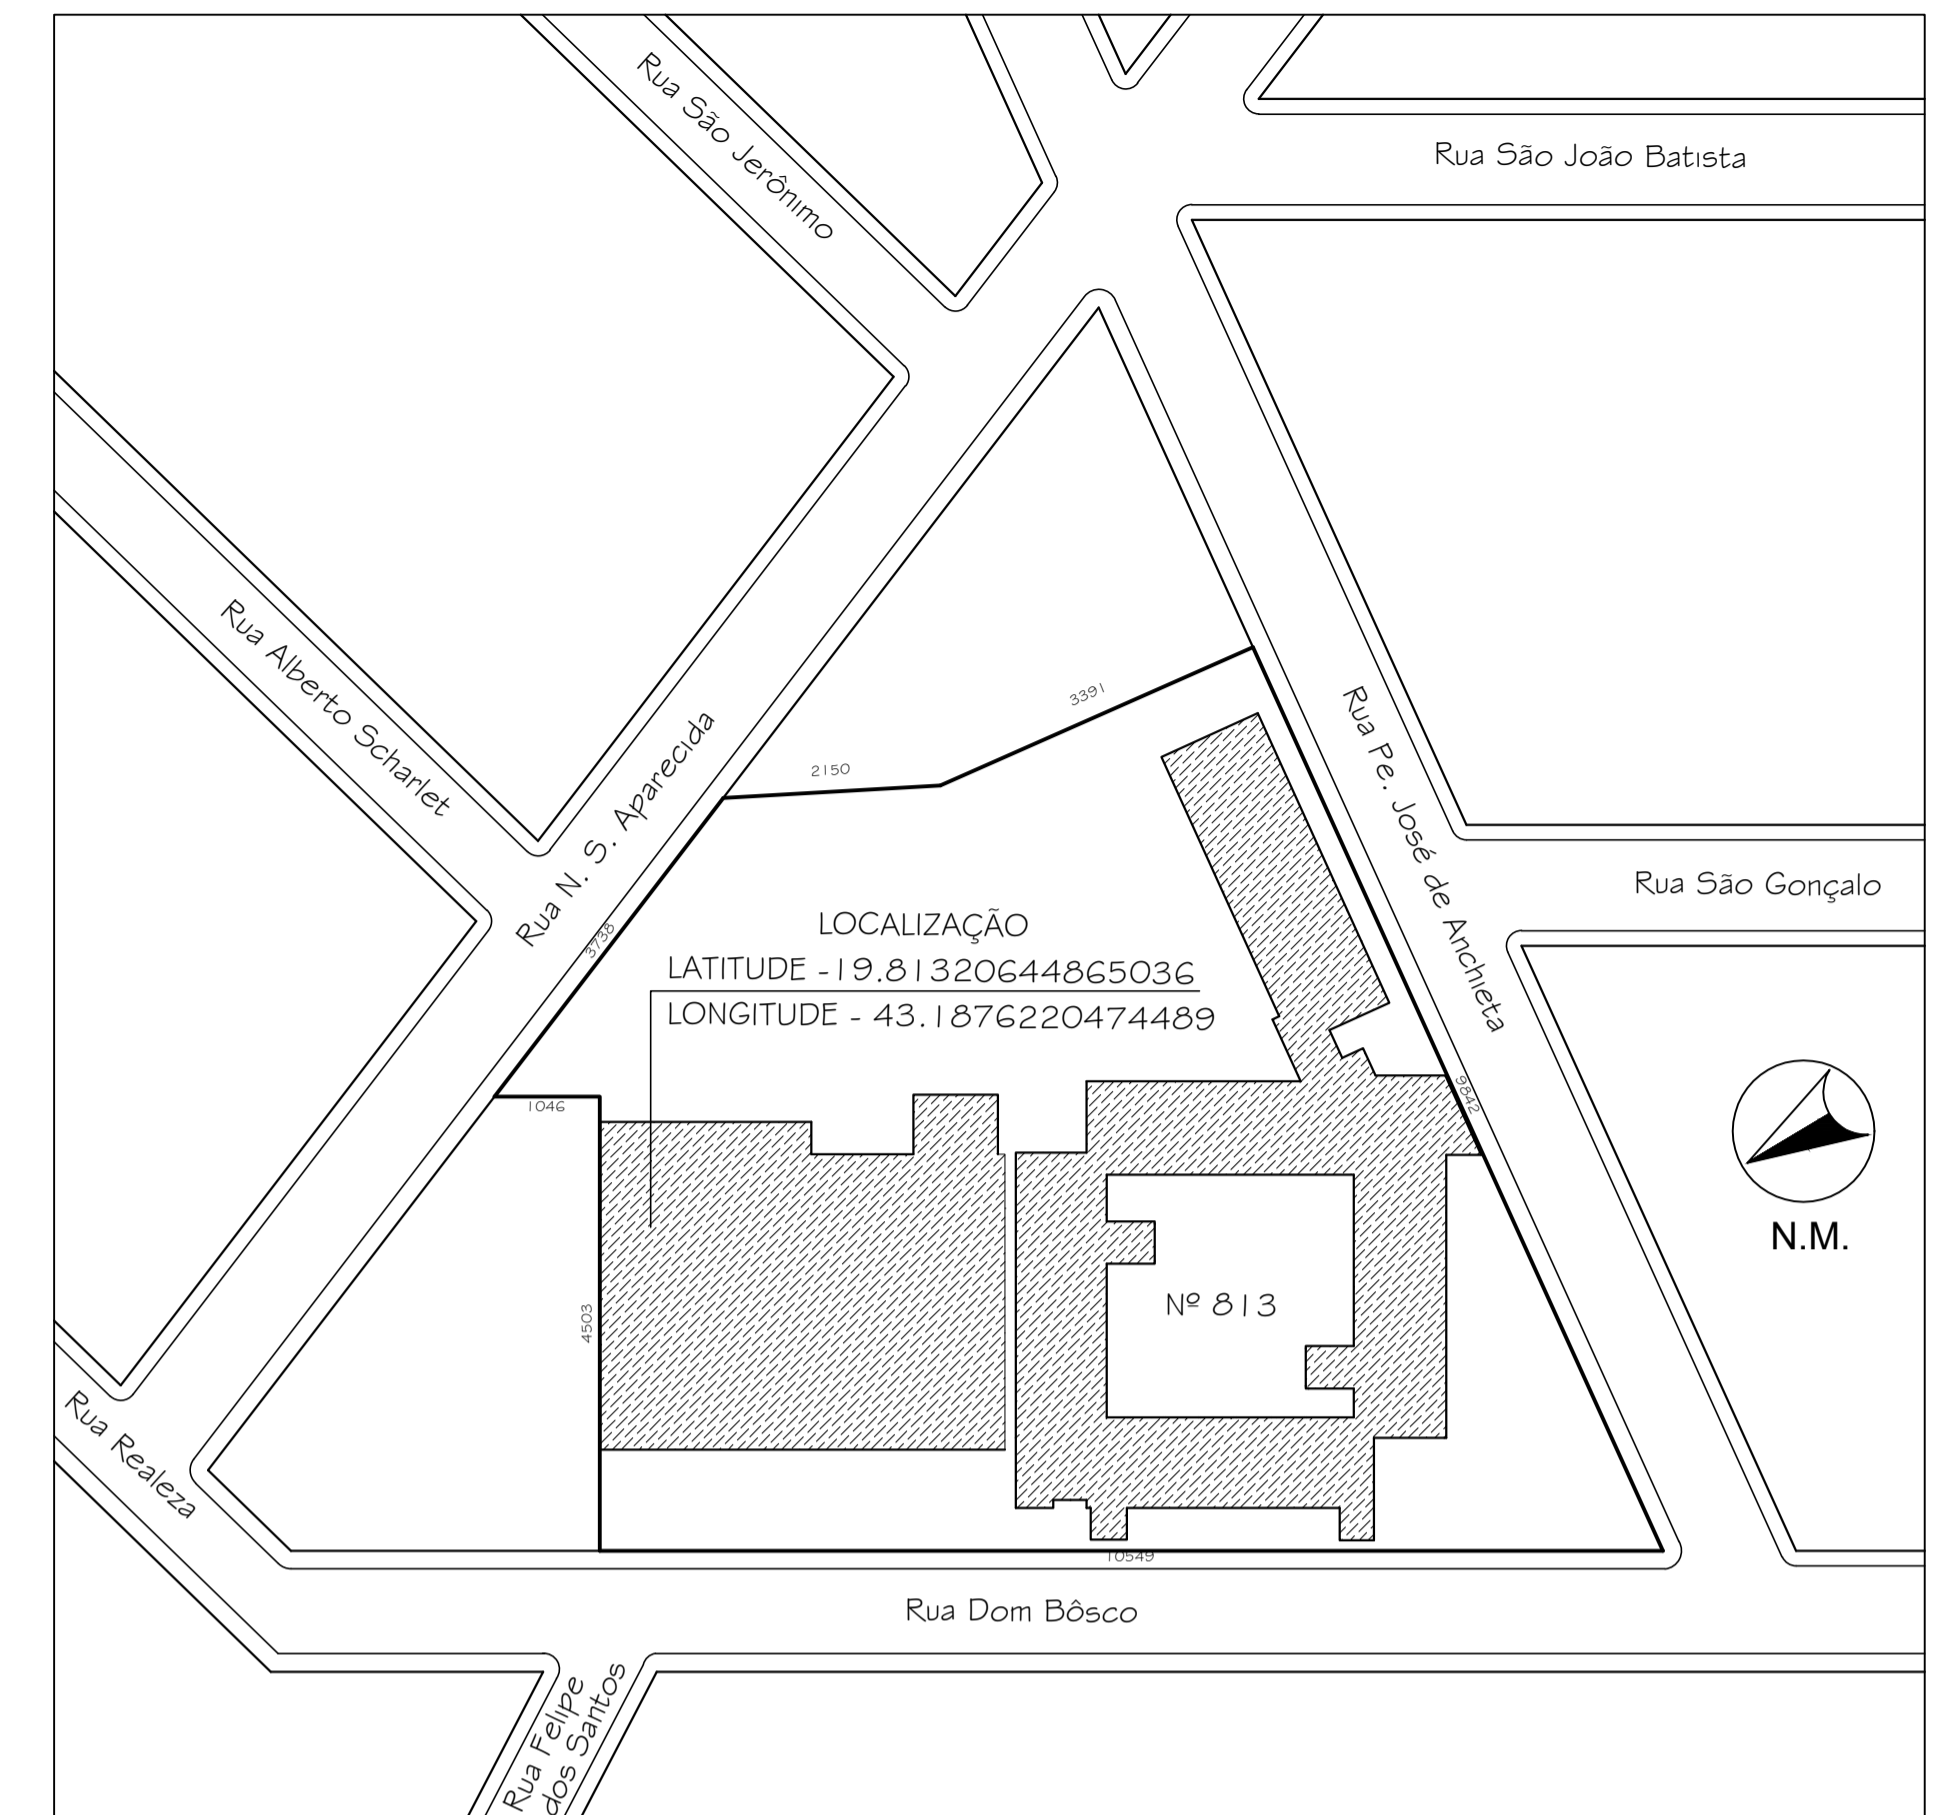 Rua São Jerônimo
Rua São João Batista
Rua Alberto Scharlet
Rua N. S. Aparecida
3391
2150
Rua Pe. José de Anchieta
Rua São Gonçalo
3738
LOCALIZAÇÃO
LATITUDE -19.81320644865036
LONGITUDE - 43.1876220474489
1046
9842
N.M.
4503
Nº 813
Rua Realeza
10549
Rua Dom Bôsco
Rua Felipe
dos Santos